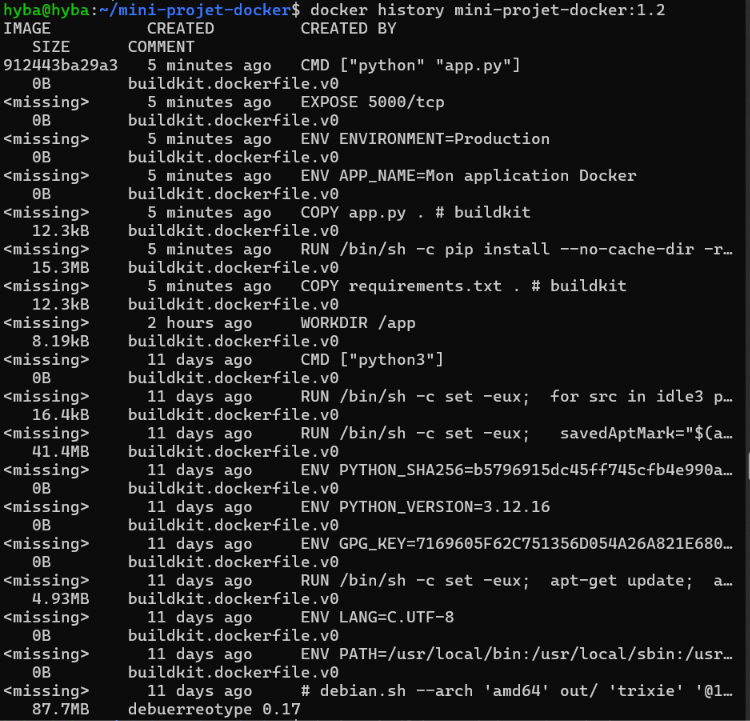 hyba@hyba:~/mini-projet-docker$ docker history mini-projet-docker:1.2
IMAGE          CREATED         CREATED BY
   SIZE      COMMENT
912443ba29a3   5 minutes ago   CMD ["python" "app.py"]
   0B        buildkit.dockerfile.v0
<missing>      5 minutes ago   EXPOSE 5000/tcp
   0B        buildkit.dockerfile.v0
<missing>      5 minutes ago   ENV ENVIRONMENT=Production
   0B        buildkit.dockerfile.v0
<missing>      5 minutes ago   ENV APP_NAME=Mon application Docker
   0B        buildkit.dockerfile.v0
<missing>      5 minutes ago   COPY app.py . # buildkit
   12.3kB    buildkit.dockerfile.v0
<missing>      5 minutes ago   RUN /bin/sh -c pip install --no-cache-dir -r…
   15.3MB    buildkit.dockerfile.v0
<missing>      5 minutes ago   COPY requirements.txt . # buildkit
   12.3kB    buildkit.dockerfile.v0
<missing>      2 hours ago     WORKDIR /app
   8.19kB    buildkit.dockerfile.v0
<missing>      11 days ago     CMD ["python3"]
   0B        buildkit.dockerfile.v0
<missing>      11 days ago     RUN /bin/sh -c set -eux;  for src in idle3 p…
   16.4kB    buildkit.dockerfile.v0
<missing>      11 days ago     RUN /bin/sh -c set -eux;   savedAptMark="$(a…
   41.4MB    buildkit.dockerfile.v0
<missing>      11 days ago     ENV PYTHON_SHA256=b5796915dc45ff745cfb4e990a…
   0B        buildkit.dockerfile.v0
<missing>      11 days ago     ENV PYTHON_VERSION=3.12.16
   0B        buildkit.dockerfile.v0
<missing>      11 days ago     ENV GPG_KEY=7169605F62C751356D054A26A821E680…
   0B        buildkit.dockerfile.v0
<missing>      11 days ago     RUN /bin/sh -c set -eux;  apt-get update;  a…
   4.93MB    buildkit.dockerfile.v0
<missing>      11 days ago     ENV LANG=C.UTF-8
   0B        buildkit.dockerfile.v0
<missing>      11 days ago     ENV PATH=/usr/local/bin:/usr/local/sbin:/usr…
   0B        buildkit.dockerfile.v0
<missing>      11 days ago     # debian.sh --arch 'amd64' out/ 'trixie' '@1…
   87.7MB    debuerreotype 0.17